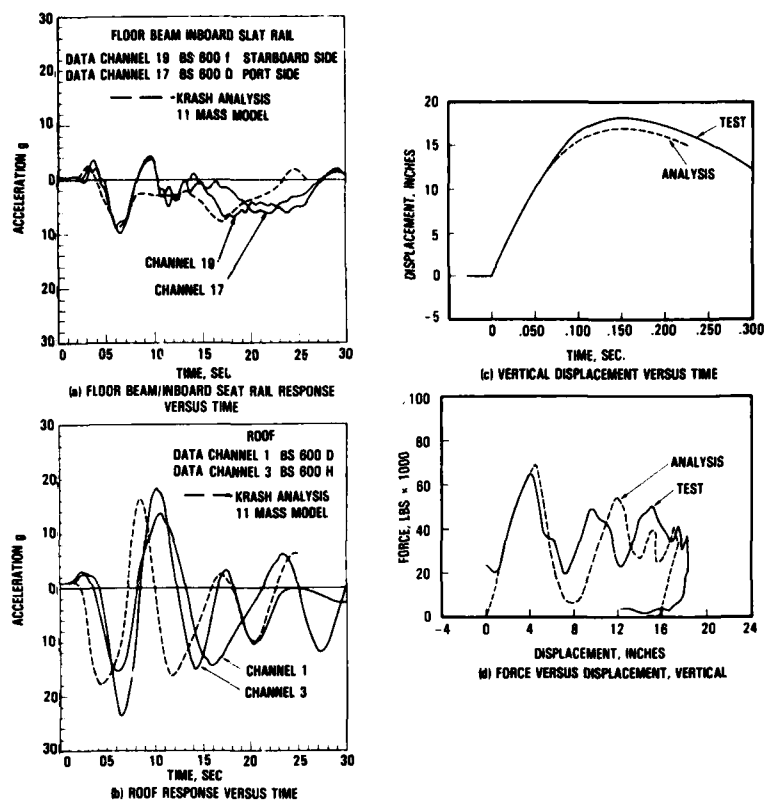 FLOOR BEAM INBOARD SLAT RAIL
DATA CHANNEL 19 BS 600 f STARBOARD SIDE
DATA CHANNEL 17 BS 600 D PORT SIDE
KRASH ANALYSIS
11 MASS MODEL
30
20
10
0
10
20
30
ACCELERATION g
CHANNEL 19
CHANNEL 17
0 05 10 15 20 25 30
TIME, SEC
(a) FLOOR BEAM/INBOARD SEAT RAIL RESPONSE
VERSUS TIME
ROOF
DATA CHANNEL 1 BS 600 D
DATA CHANNEL 3 BS 600 H
KRASH ANALYSIS
11 MASS MODEL
30
20
10
0
10
20
30
ACCELERATION g
CHANNEL 1
CHANNEL 3
0 05 10 15 20 25 30
TIME, SEC
(b) ROOF RESPONSE VERSUS TIME
20
15
10
5
0
-5
DISPLACEMENT, INCHES
TEST
ANALYSIS
0 .050 .100 .150 .200 .250 .300
TIME, SEC.
(c) VERTICAL DISPLACEMENT VERSUS TIME
100
80
60
40
20
0
FORCE, LBS × 1000
ANALYSIS
TEST
-4 0 4 8 12 16 20 24
DISPLACEMENT, INCHES
(d) FORCE VERSUS DISPLACEMENT, VERTICAL